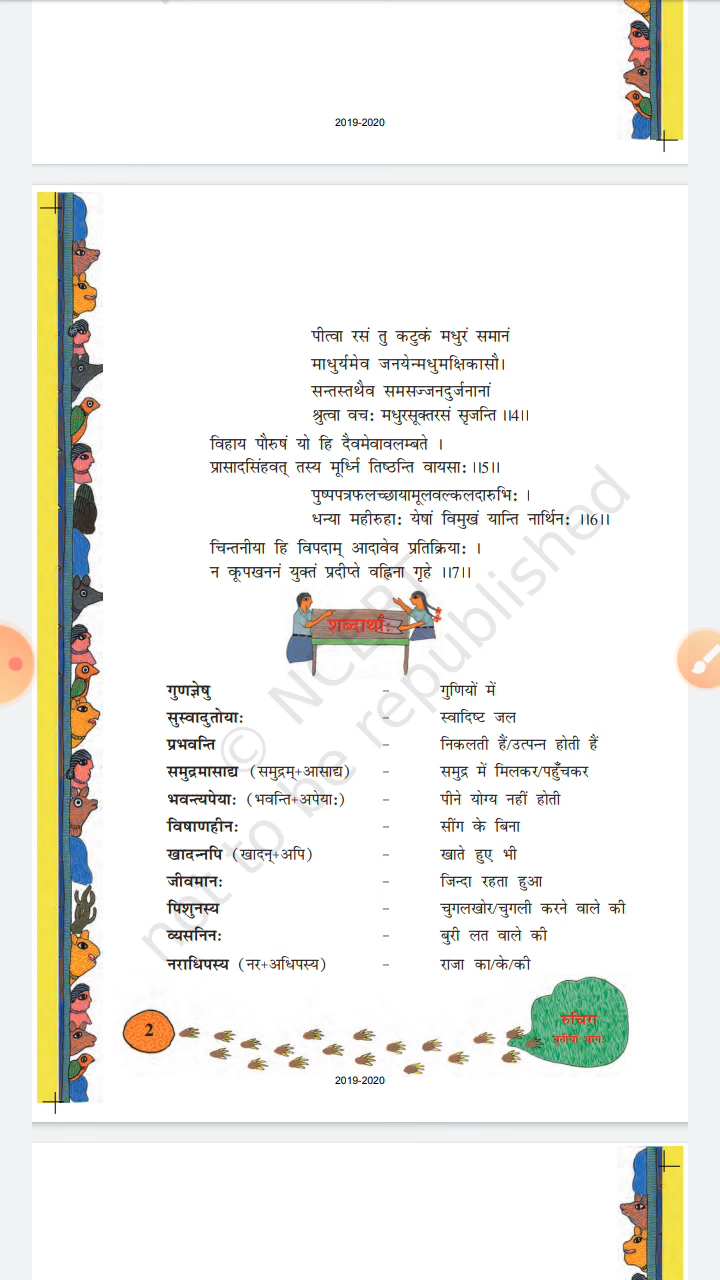 2019-2020
पीत्वा रसं तु कटुकं मधुरं समानं
माधुर्यमेव जनयेन्मधुमक्षिकासौ।
सन्तस्तथैव समसज्जनदुर्जनानां
श्रुत्वा वच: मधुरसूक्तरसं सृजन्ति ।।4।।
विहाय पौरुषं यो हि दैवमेवावलम्बते ।
प्रासादसिंहवत् तस्य मूर्ध्नि तिष्ठन्ति वायसा: ।।5।।
पुष्पपत्रफलच्छायामूलवल्कलदारुभि: ।
धन्या महीरुहा: येषां विमुखं यान्ति नार्थिन: ।।6।।
चिन्तनीया हि विपदाम् आदावेव प्रतिक्रिया: ।
न कूपखननं युक्तं प्रदीप्ते वह्निना गृहे ।।7।।
शब्दार्था:
गुणज्ञेषु - गुणियों में
सुस्वादुतोया: - स्वादिष्ट जल
प्रभवन्ति - निकलती हैं/उत्पन्न होती हैं
समुद्रमासाद्य (समुद्रम्+आसाद्य) - समुद्र में मिलकर/पहुँचकर
भवन्त्यपेया: (भवन्ति+अपेया:) - पीने योग्य नहीं होती
विषाणहीन: - सींग के बिना
खादन्नपि (खादन्+अपि) - खाते हुए भी
जीवमान: - जिन्दा रहता हुआ
पिशुनस्य - चुगलखोर/चुगली करने वाले की
व्यसनिन: - बुरी लत वाले की
नराधिपस्य (नर+अधिपस्य) - राजा का/के/की
© NCERT
not to be republished
2
रुचिरा
तृतीयो भाग:
2019-2020